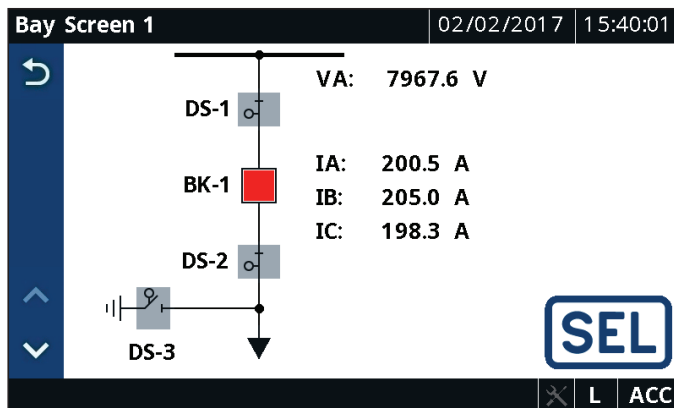 Bay Screen 1 02/02/2017 15:40:01
VA: 7967.6 V
DS-1
IA: 200.5 A
BK-1
IB: 205.0 A
IC: 198.3 A
DS-2
DS-3
SEL
L ACC